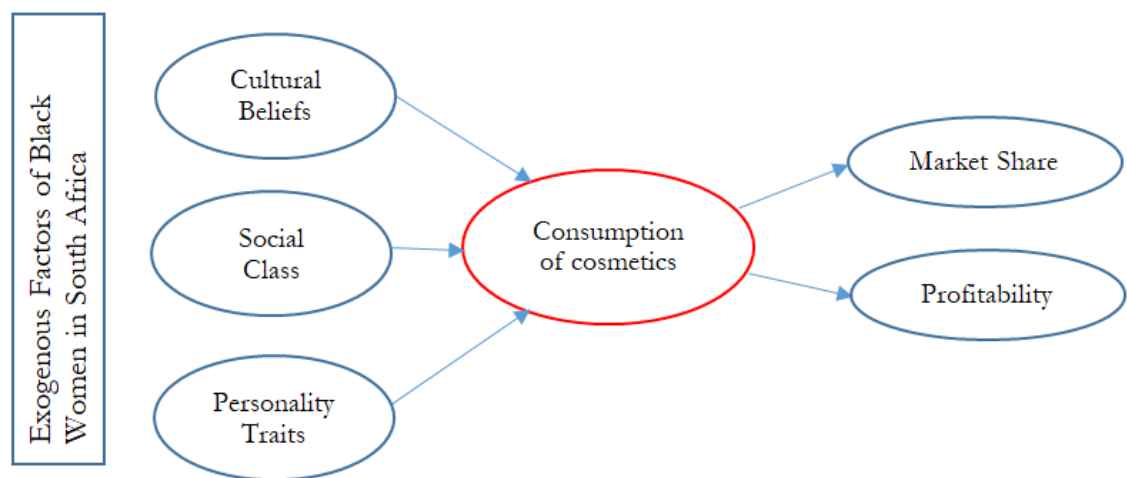 Exogenous Factors of Black
Women in South Africa
Cultural
Beliefs
Social
Class
Personality
Traits
Consumption
of cosmetics
Market Share
Profitability